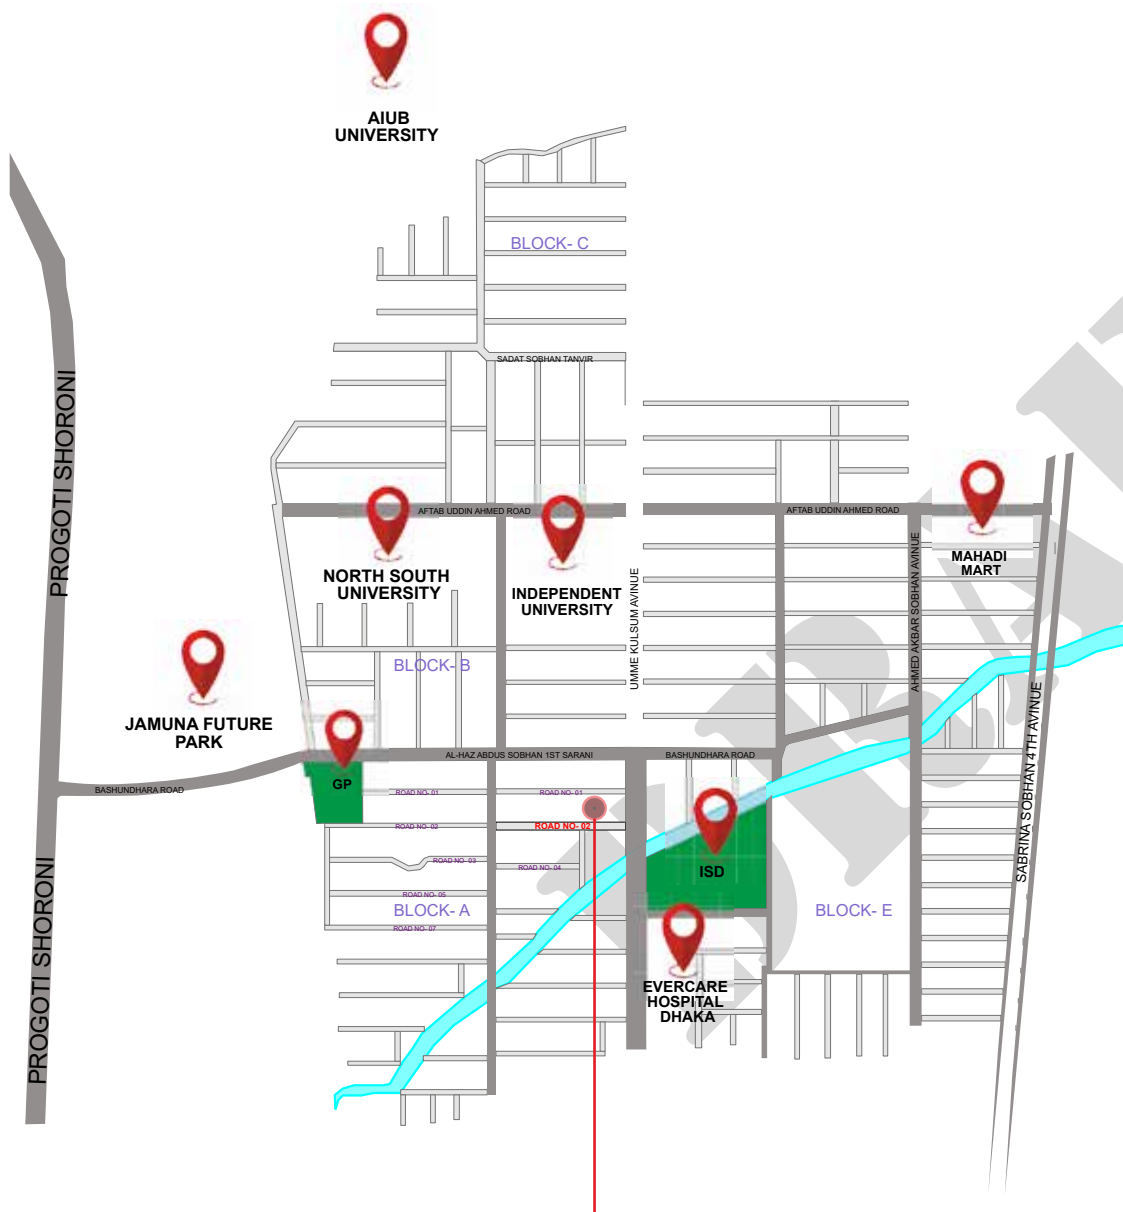 AIUB
UNIVERSITY
BLOCK- C
SADAT SOBHAN TANVIR
PROGOTI SHORONI
AFTAB UDDIN AHMED ROAD
AFTAB UDDIN AHMED ROAD
MAHADI
MART
NORTH SOUTH
UNIVERSITY
INDEPENDENT
UNIVERSITY
UMME KULSUM AVINUE
AHMED AKBAR SOBHAN AVINUE
BLOCK- B
SABRINA SOBHAN 4TH AVINUE
JAMUNA FUTURE
PARK
AL-HAZ ABDUS SOBHAN 1ST SARANI
BASHUNDHARA ROAD
BASHUNDHARA ROAD
GP
ROAD NO- 01
ROAD NO- 01
ROAD NO- 02
ROAD NO- 02
ROAD NO- 03
ROAD NO- 04
ISD
ROAD NO- 05
BLOCK- A
BLOCK- E
ROAD NO- 07
PROGOTI SHORONI
EVERCARE
HOSPITAL
DHAKA